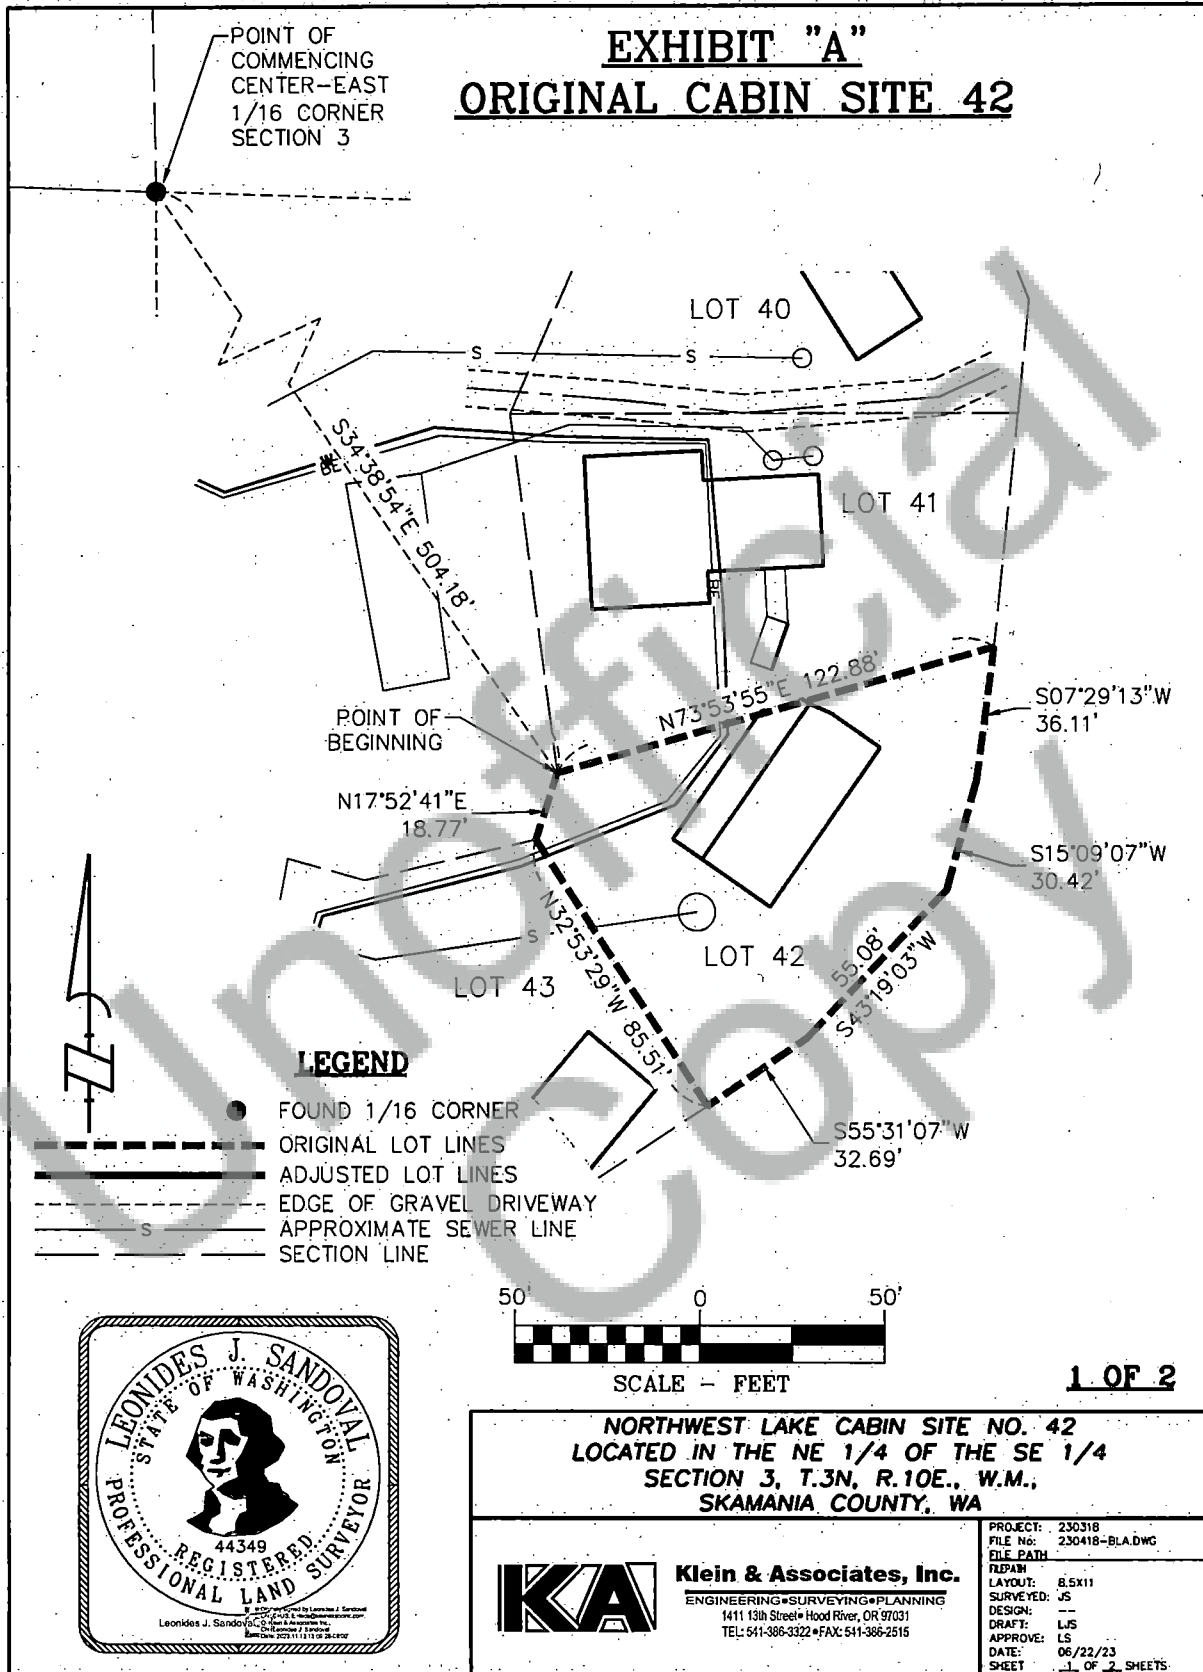 EXHIBIT "A"
ORIGINAL CABIN SITE 42
POINT OF
COMMENCING
CENTER-EAST
1/16 CORNER
SECTION 3
LOT 40
S
S
S34°38'54"E 504.18'
LOT 41
BE
N73°53'55"E 122.88'
POINT OF
BEGINNING
S07°29'13"W
36.11'
N17°52'41"E
18.77'
S15°09'07"W
30.42'
N32°53'29"W 85.51'
S
LOT 42
LOT 43
55.08'
S43°19'03"W
S55°31'07"W
32.69'
N
LEGEND
FOUND 1/16 CORNER
ORIGINAL LOT LINES
ADJUSTED LOT LINES
EDGE OF GRAVEL DRIVEWAY
S APPROXIMATE SEWER LINE
SECTION LINE
Unofficial
Copy
50' 0 50'
SCALE - FEET
1 OF 2
LEONIDES J. SANDOVAL
STATE OF WASHINGTON
44349
REGISTERED
PROFESSIONAL LAND SURVEYOR
Leonides J. Sandoval
NORTHWEST LAKE CABIN SITE NO. 42
LOCATED IN THE NE 1/4 OF THE SE 1/4
SECTION 3, T.3N, R.10E., W.M.,
SKAMANIA COUNTY, WA
KA
Klein & Associates, Inc.
ENGINEERING•SURVEYING•PLANNING
1411 13th Street•Hood River, OR 97031
TEL: 541-386-3322•FAX: 541-386-2515
PROJECT: 230318
FILE No: 230418-BLA.DWG
FILE PATH
FILEPATH
LAYOUT: 8.5X11
SURVEYED: JS
DESIGN: --
DRAFT: LJS
APPROVE: LS
DATE: 06/22/23
SHEET 1 OF 2 SHEETS